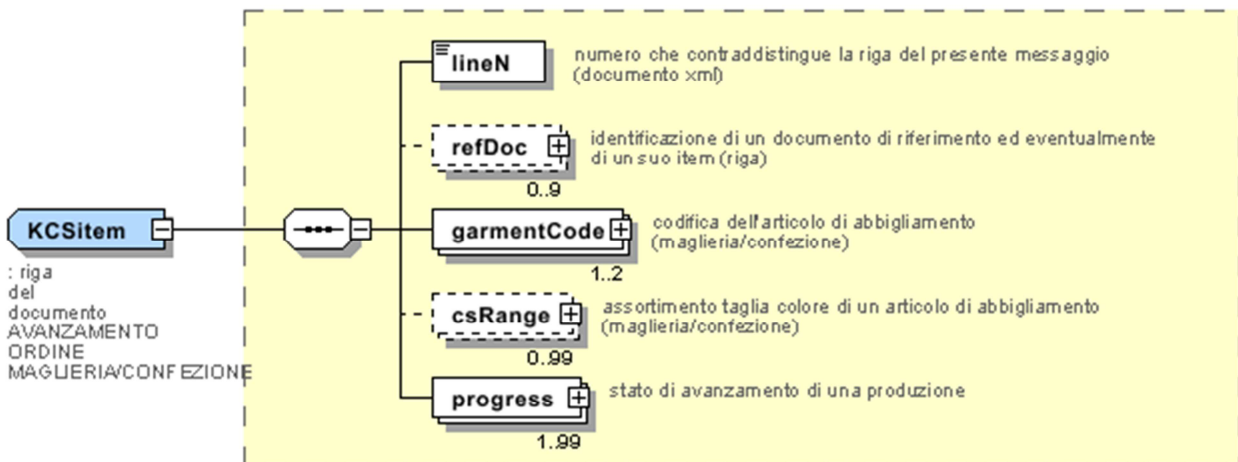 lineN
numero che contraddistingue la riga del presente messaggio
(documento xml)
refDoc
identificazione di un documento di riferimento ed eventualmente
di un suo item (riga)
0..9
KCSitem
: riga
del
documento
AVANZAMENTO
ORDINE
MAGLIERIA/CONFEZIONE
garmentCode
codifica dell'articolo di abbigliamento
(maglieria/confezione)
1..2
csRange
assortimento taglia colore di un articolo di abbigliamento
(maglieria/confezione)
0..99
progress
stato di avanzamento di una produzione
1..99